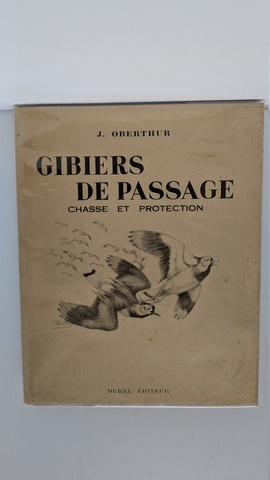 J. OBERTHUR
GIBIERS
DE PASSAGE
CHASSE ET PROTECTION
DUREL ÉDITEUR